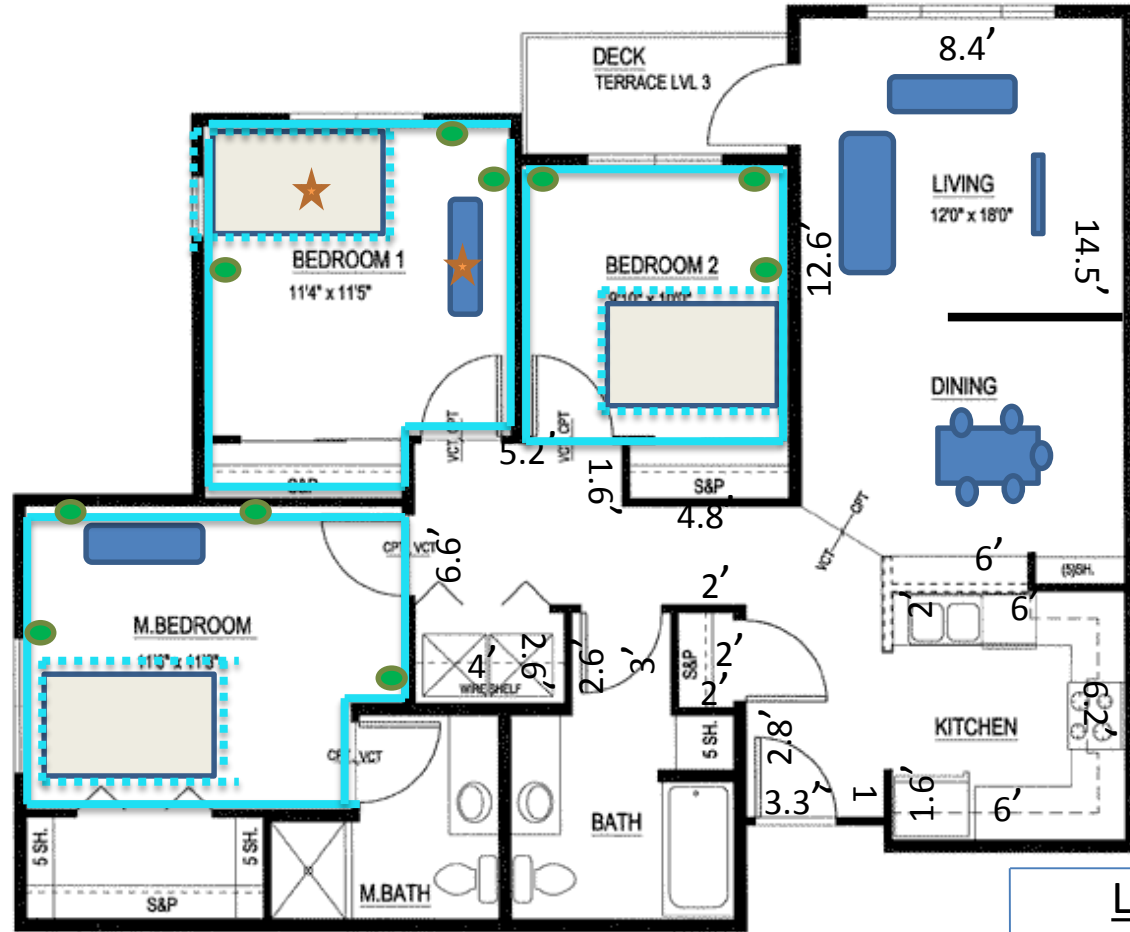 8.4'
DECK
TERRACE LVL 3
LIVING
12'0" x 18'0"
14.5'
12.6'
BEDROOM 1
11'4" x 11'5"
BEDROOM 2
DINING
VCT CPT
5.2'
VCT CPT
1.6'
S&P
S&P
4.8'
CPT
VCT
CPT VCT
6.6'
6'
(5)SH.
2'
2'
6'
M.BEDROOM
4'
2.6'
WIRE SHELF
2.6'
3'
S&P
2'
2'
6.2'
KITCHEN
CPT VCT
5 SH.
2.8'
3.3'
1'
1.6'
6'
BATH
5 SH.
5 SH.
S&P
M.BATH
L